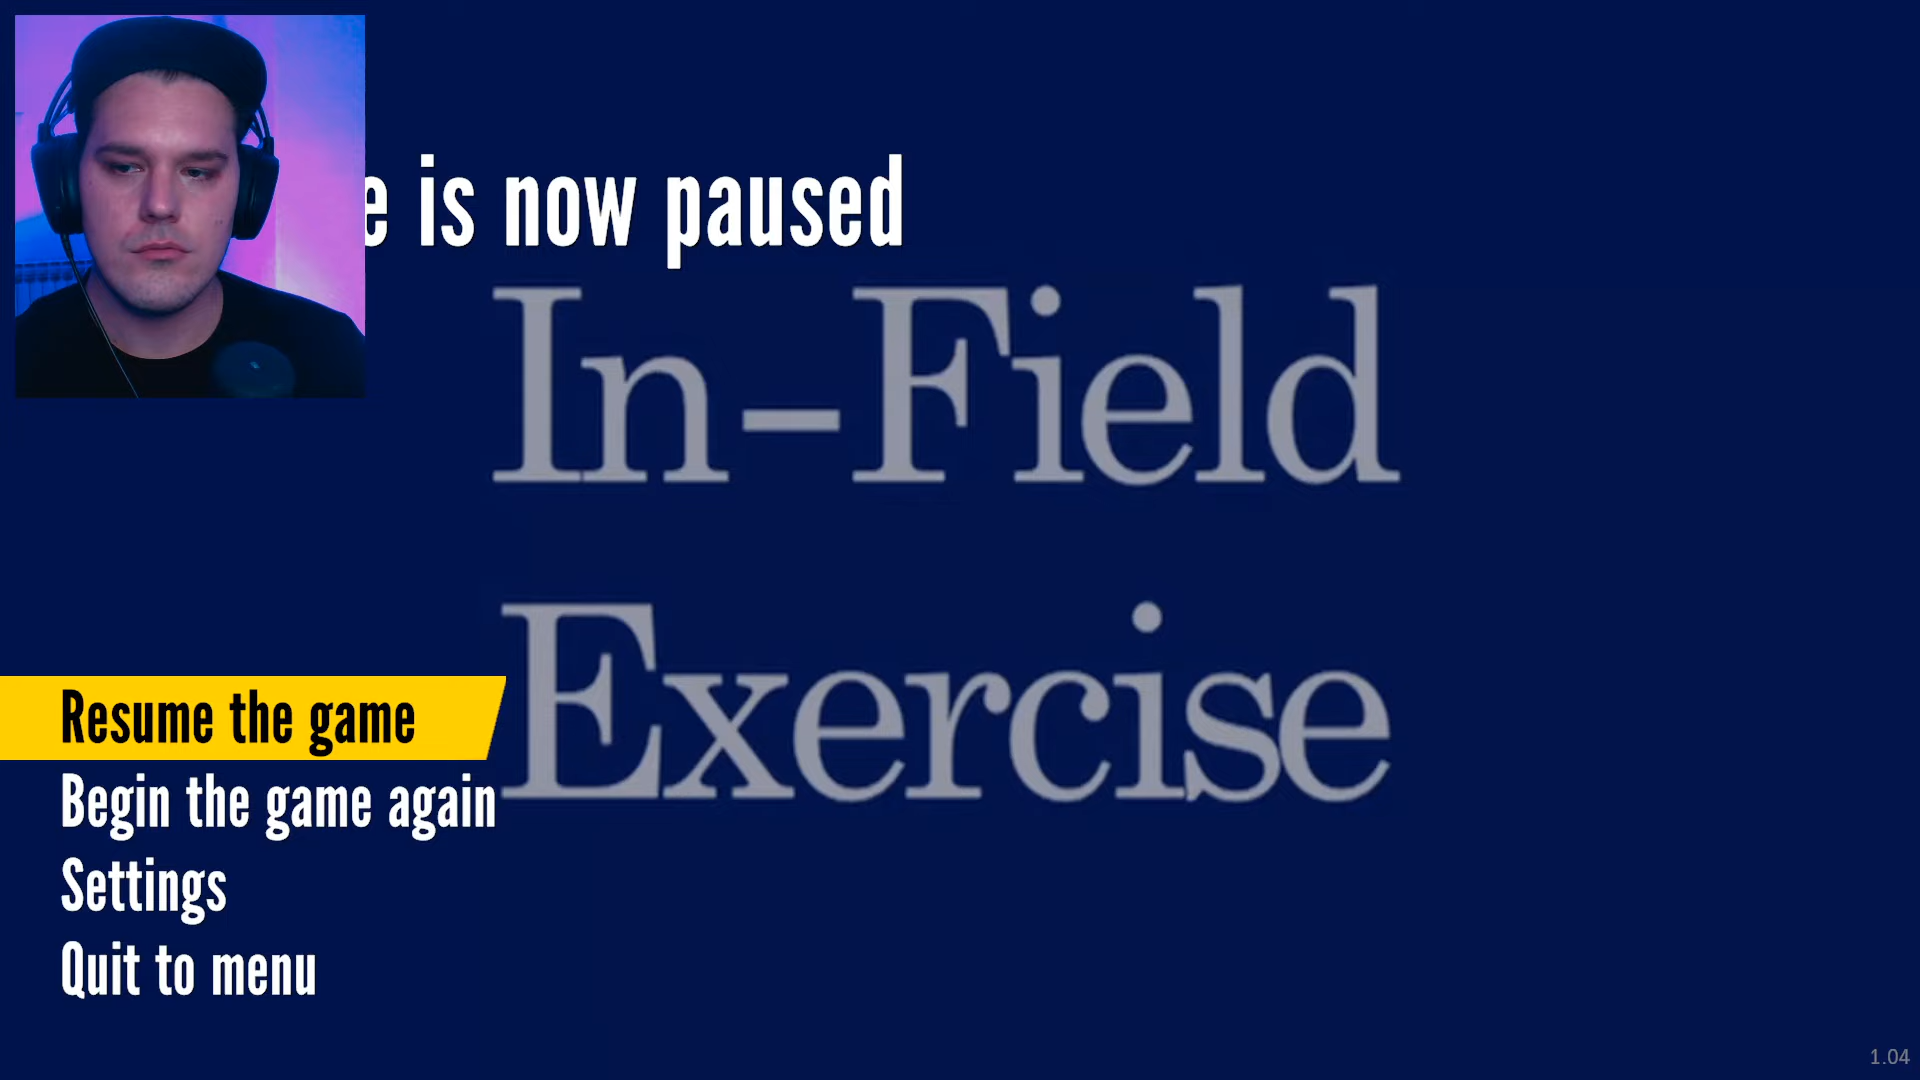 is now paused
In-Field
Exercise
Resume the game
Begin the game again
Settings
Quit to menu
1.04